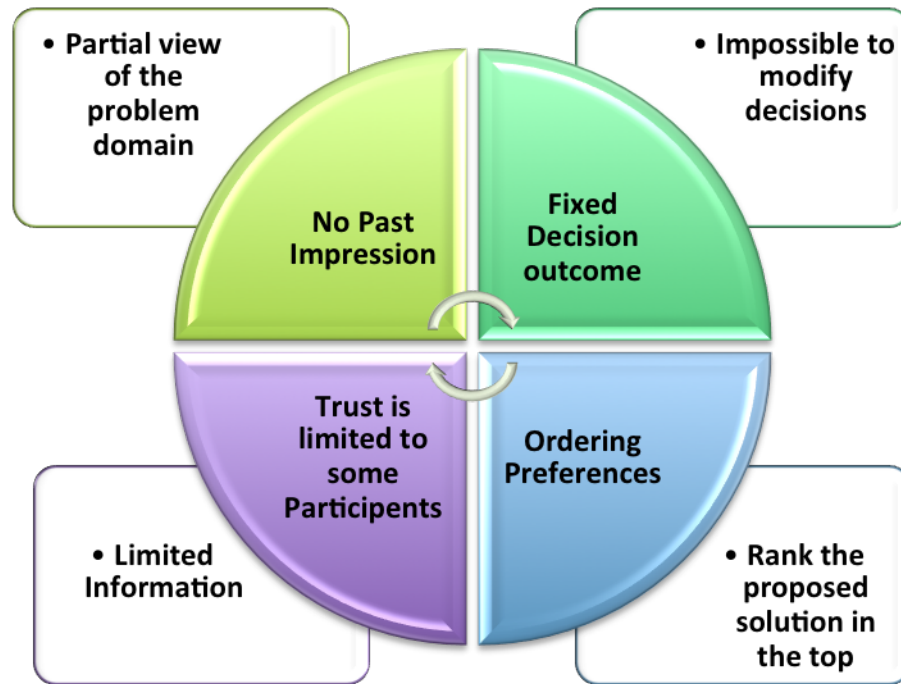 • Partial view
of the
problem
domain
• Impossible to
modify
decisions
No Past
Impression
Fixed
Decision
outcome
Trust is
limited to
some
Participents
Ordering
Preferences
• Limited
Information
• Rank the
proposed
solution in
the top